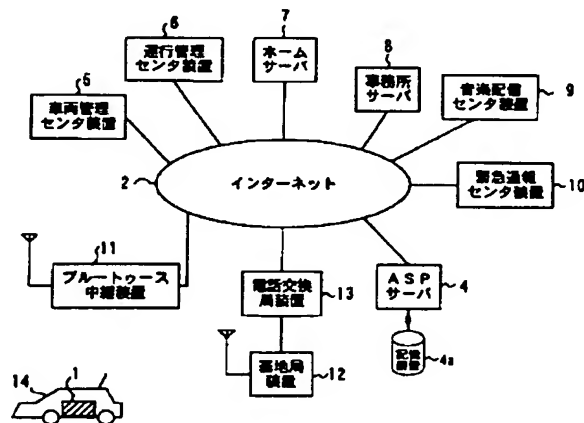 6
運行管理
センタ装置
7
ホーム
サーバ
8
事務所
サーバ
音楽配信
センタ装置
9
5
車両管理
センタ装置
2
インターネット
緊急通報
センタ装置
10
11
ブルートゥース
中継装置
電話交換
局装置
13
ASP
サーバ
4
基地局
装置
12
記憶
装置
4a
14
1